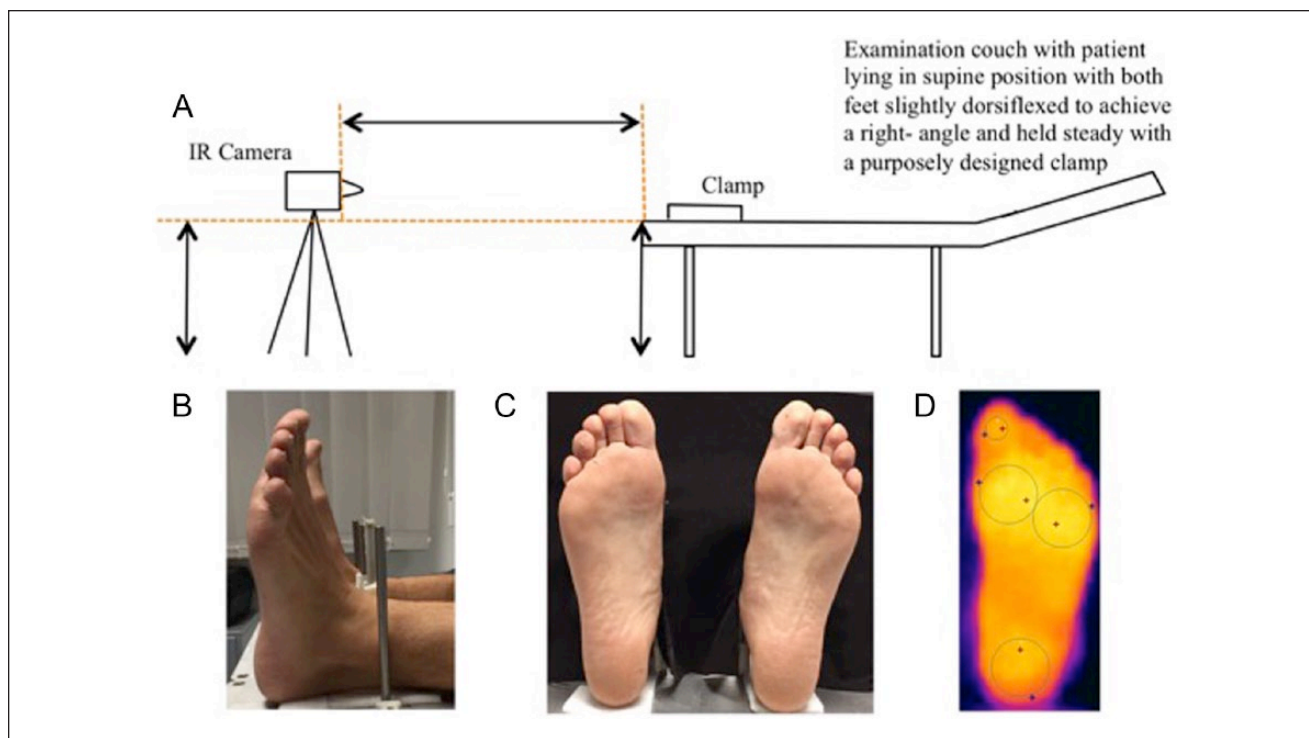 Examination couch with patient
lying in supine position with both
feet slightly dorsiflexed to achieve
a right- angle and held steady with
a purposely designed clamp
A
IR Camera
Clamp
B
C
D